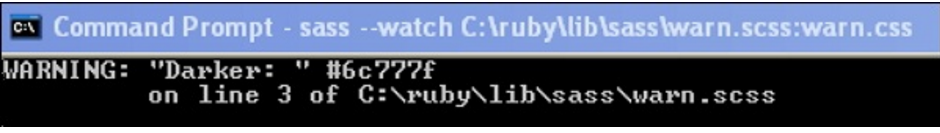 C:\ Command Prompt - sass --watch C:\ruby\lib\sass\warn.scss:warn.css
WARNING: "Darker: " #6c777f
on line 3 of C:\ruby\lib\sass\warn.scss